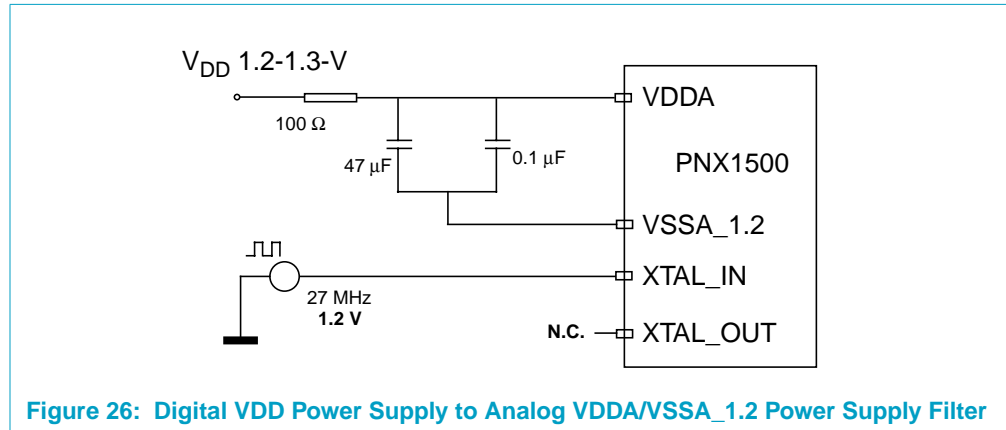 V_DD 1.2-1.3-V
100 Ω
47 μF
0.1 μF
VDDA
PNX1500
VSSA_1.2
XTAL_IN
27 MHz
1.2 V
N.C.
XTAL_OUT
Figure 26: Digital VDD Power Supply to Analog VDDA/VSSA_1.2 Power Supply Filter